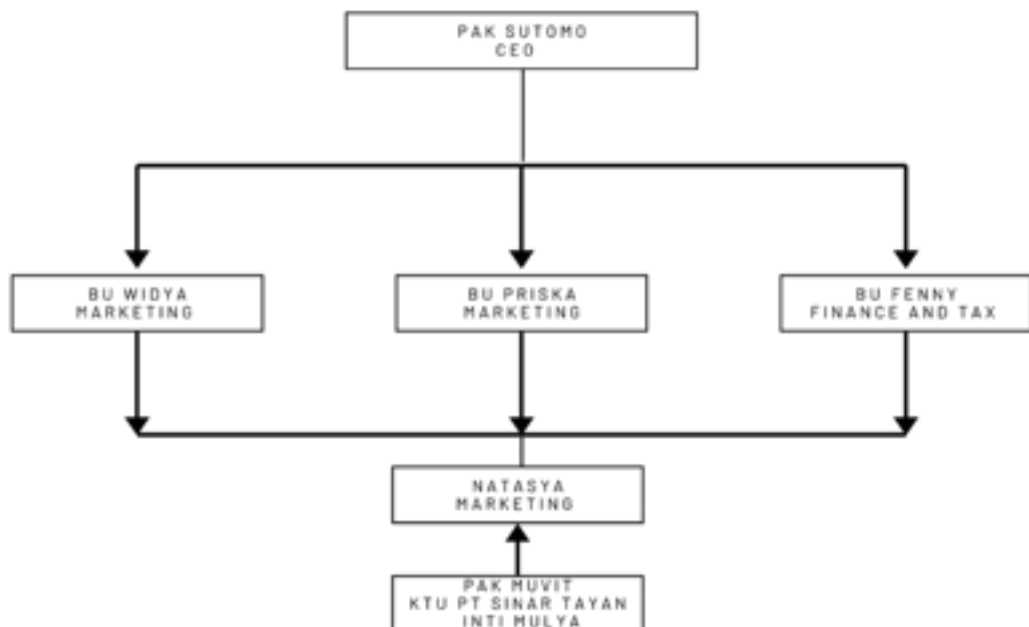 PAK SUTOMO
CEO
BU WIDYA
MARKETING
BU PRISKA
MARKETING
BU FENNY
FINANCE AND TAX
NATASYA
MARKETING
PAK MUVIT
KTU PT SINAR TAYAN
INTI MULYA